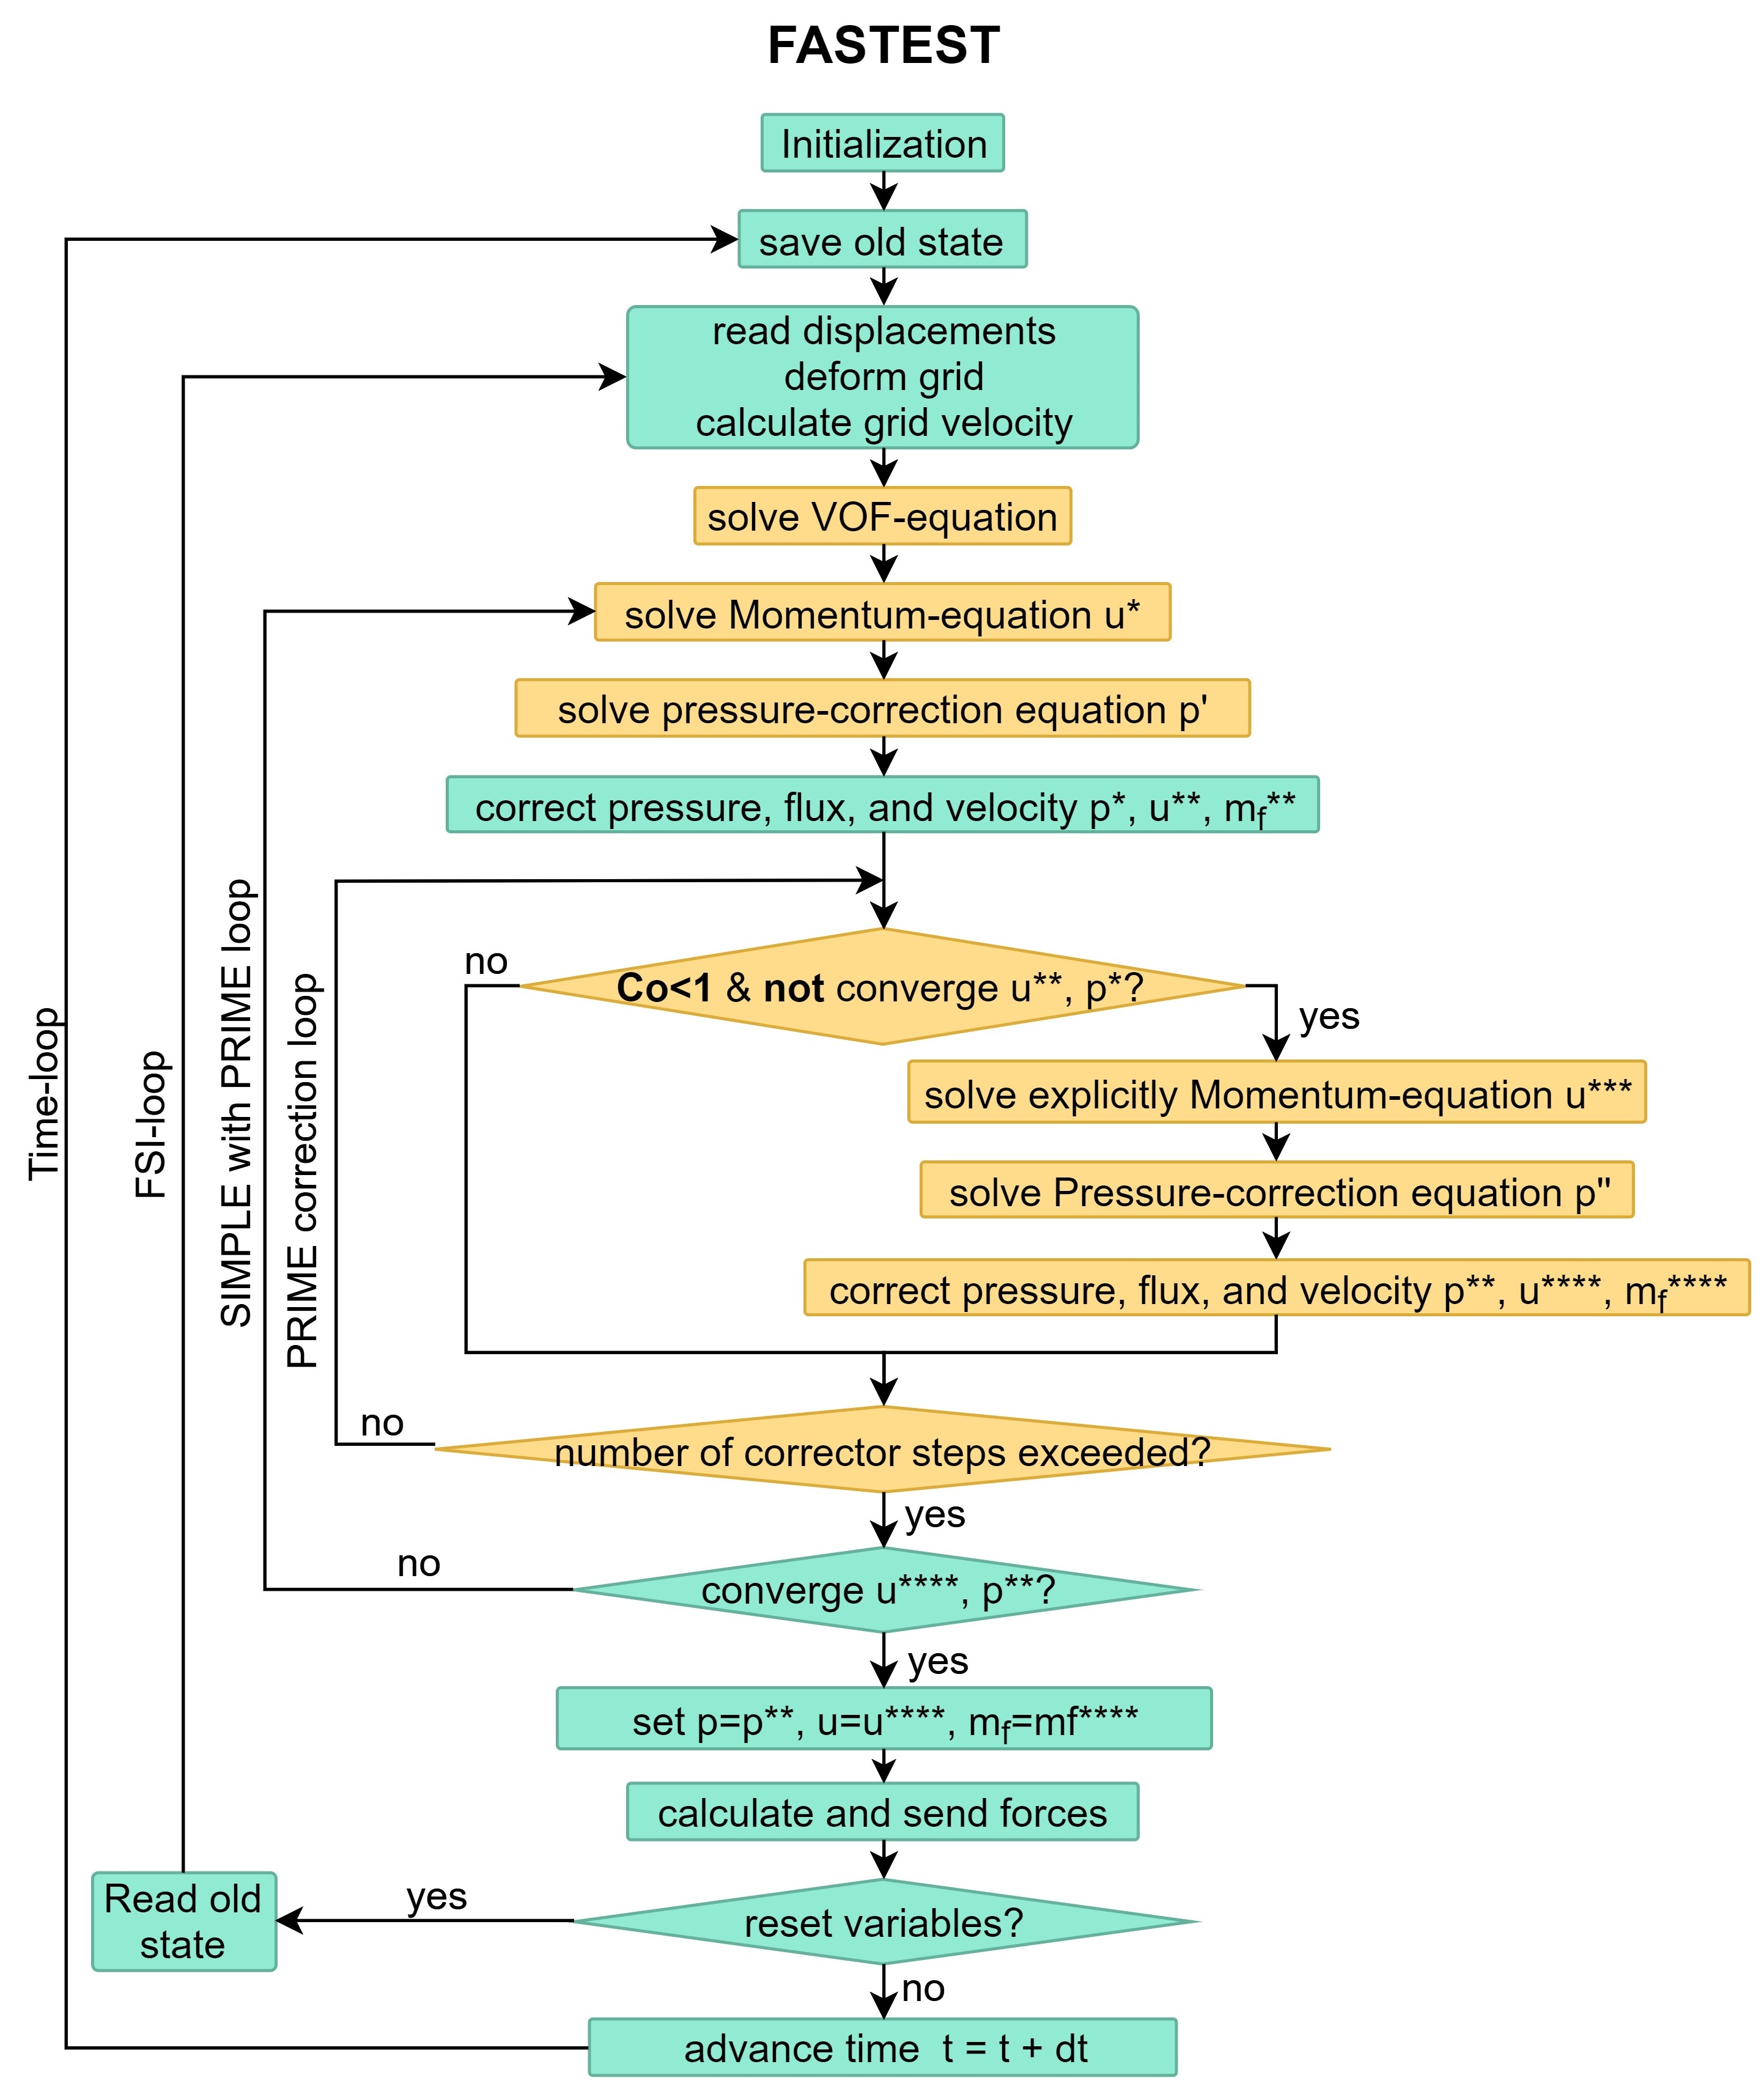 FASTEST
Initialization
save old state
read displacements
deform grid
calculate grid velocity
solve VOF-equation
solve Momentum-equation u*
solve pressure-correction equation p'
correct pressure, flux, and velocity p*, u**, m_f**
no
Co<1 & not converge u**, p*?
yes
solve explicitly Momentum-equation u***
solve Pressure-correction equation p''
correct pressure, flux, and velocity p**, u****, m_f****
Time-loop
FSI-loop
SIMPLE with PRIME loop
PRIME correction loop
no
number of corrector steps exceeded?
yes
no
converge u****, p**?
yes
set p=p**, u=u****, m_f=mf****
calculate and send forces
Read old
state
yes
reset variables?
no
advance time t = t + dt